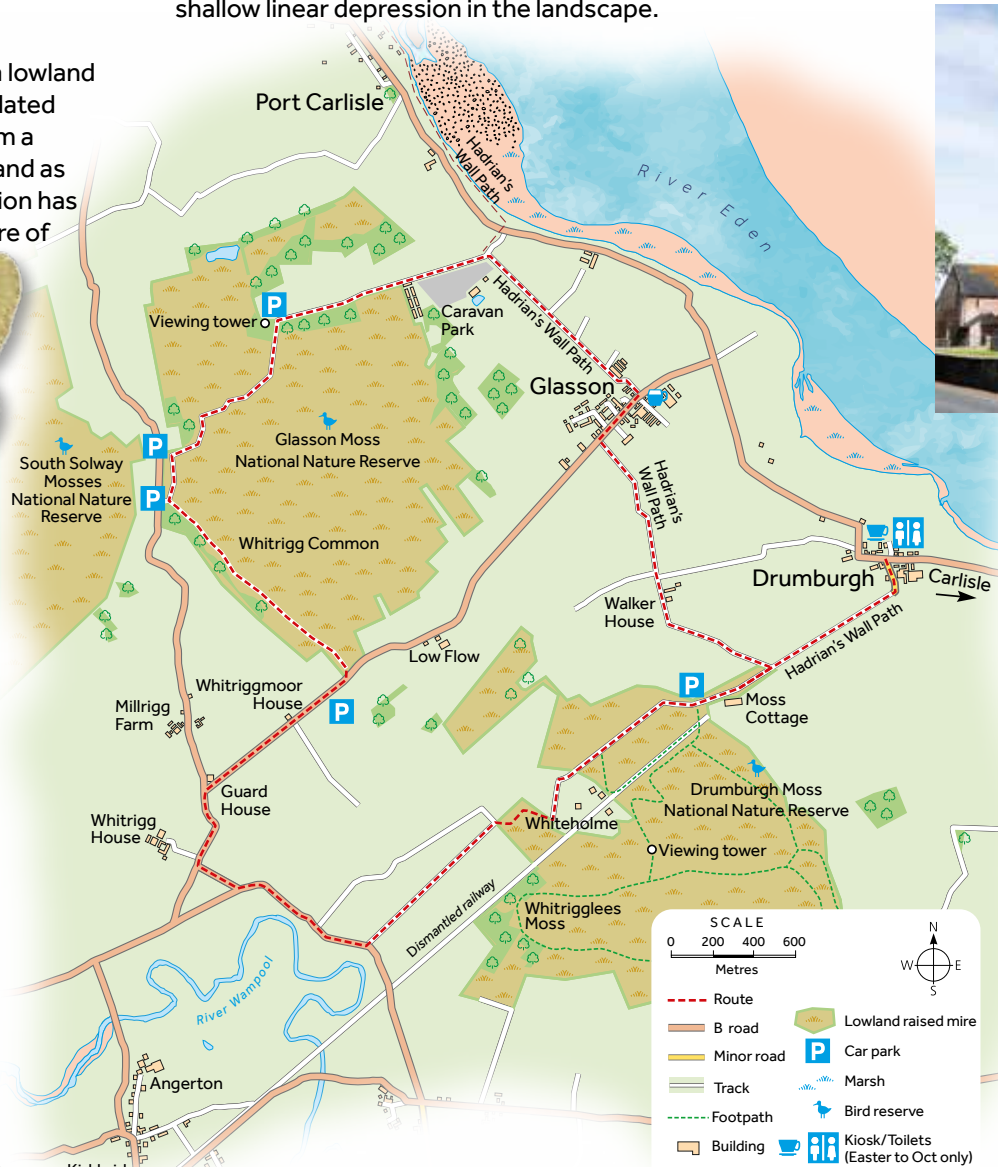 shallow linear depression in the landscape.
lowland
lated
m a
and as
ion has
re of
Port Carlisle
Hadrian's
Wall Path
River Eden
Viewing tower
P
Caravan
Park
Hadrian's Wall Path
Glasson
P
South Solway
Mosses
National Nature
Reserve
P
Glasson Moss
National Nature Reserve
Hadrian's
Wall Path
Whitrigg Common
Drumburgh
Carlisle
Walker
House
Hadrian's Wall Path
Low Flow
Whitriggmoor
House
P
P
Moss
Cottage
Millrigg
Farm
Guard
House
Drumburgh Moss
National Nature Reserve
Whitrigg
House
Whiteholme
Viewing tower
Dismantled railway
Whitrigglees
Moss
River Wampool
Angerton
SCALE
0 200 400 600
Metres
N
W E
S
Route
B road
Minor road
Track
Footpath
Building
Lowland raised mire
P Car park
Marsh
Bird reserve
Kiosk/Toilets
(Easter to Oct only)